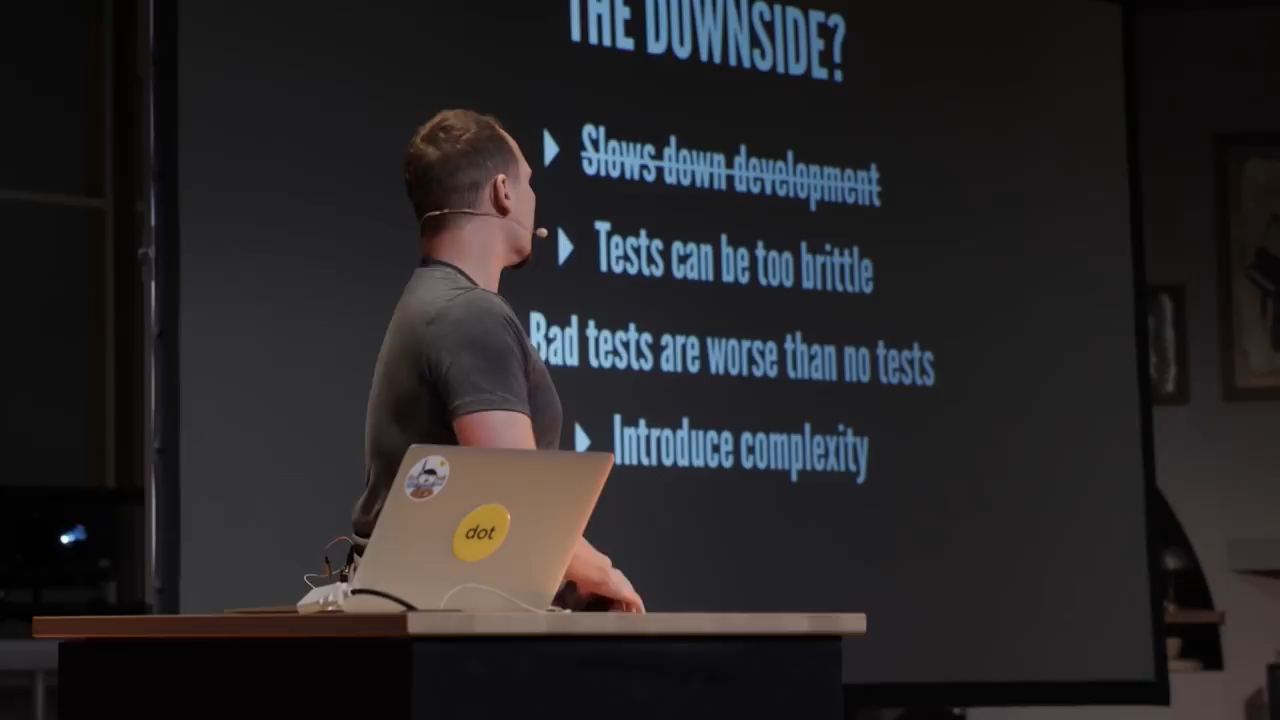 THE DOWNSIDE?
Slows down development
Tests can be too brittle
Bad tests are worse than no tests
Introduce complexity
dot